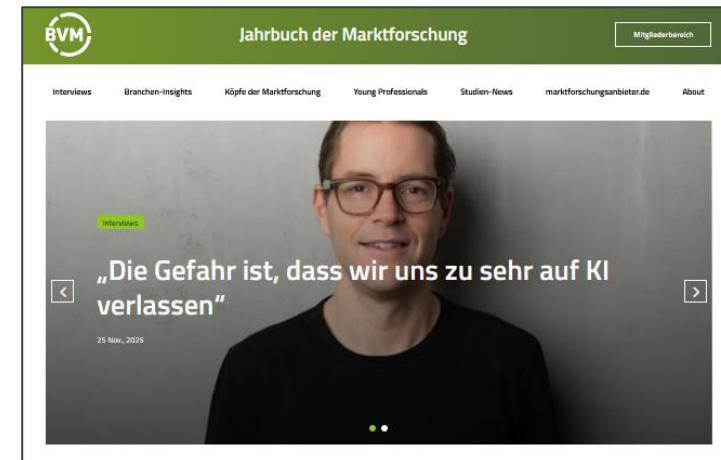 BVM
Jahrbuch der Marktforschung
Mitgliederbereich
Interviews
Branchen-Insights
Köpfe der Marktforschung
Young Professionals
Studien-News
marktforschungsanbieter.de
About
Interviews
„Die Gefahr ist, dass wir uns zu sehr auf KI
verlassen“
25 Nov., 2025